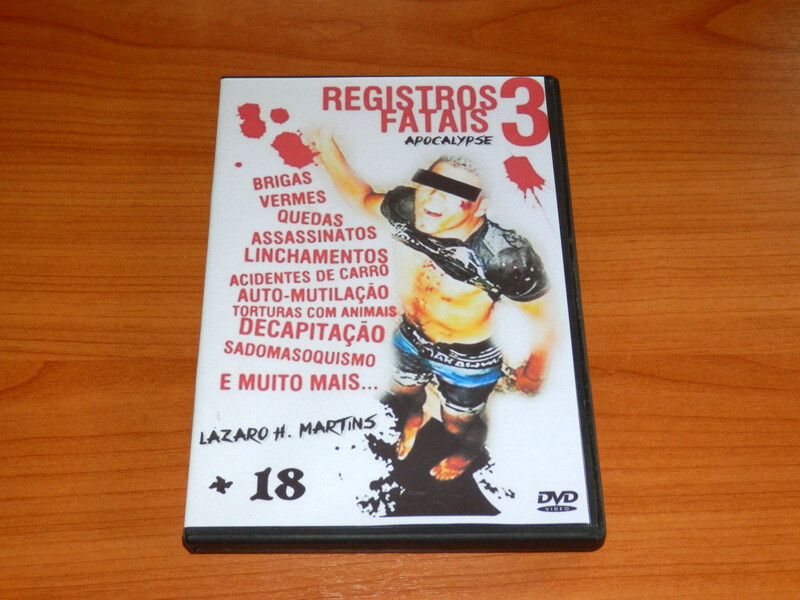 REGISTROS 3
FATAIS
APOCALYPSE
BRIGAS
VERMES
QUEDAS
ASSASSINATOS
LINCHAMENTOS
ACIDENTES DE CARRO
AUTO-MUTILAÇÃO
TORTURAS COM ANIMAIS
DECAPITAÇÃO
SADOMASOQUISMO
E MUITO MAIS...
LÁZARO H. MARTINS
+ 18
DVD
VIDEO